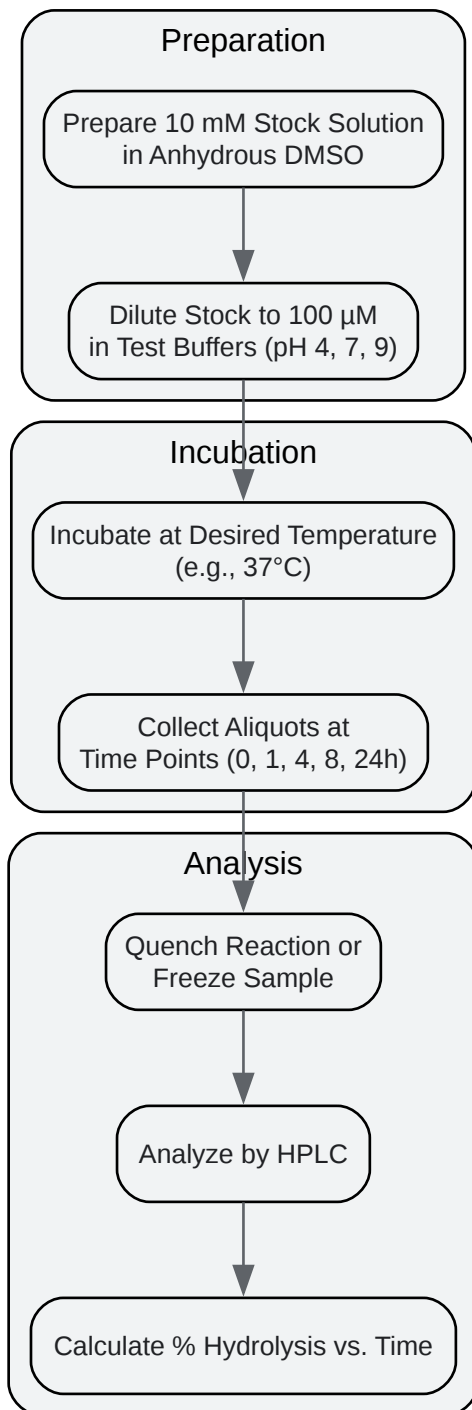 Preparation
Prepare 10 mM Stock Solution
in Anhydrous DMSO
Dilute Stock to 100 µM
in Test Buffers (pH 4, 7, 9)
Incubation
Incubate at Desired Temperature
(e.g., 37°C)
Collect Aliquots at
Time Points (0, 1, 4, 8, 24h)
Analysis
Quench Reaction or
Freeze Sample
Analyze by HPLC
Calculate % Hydrolysis vs. Time